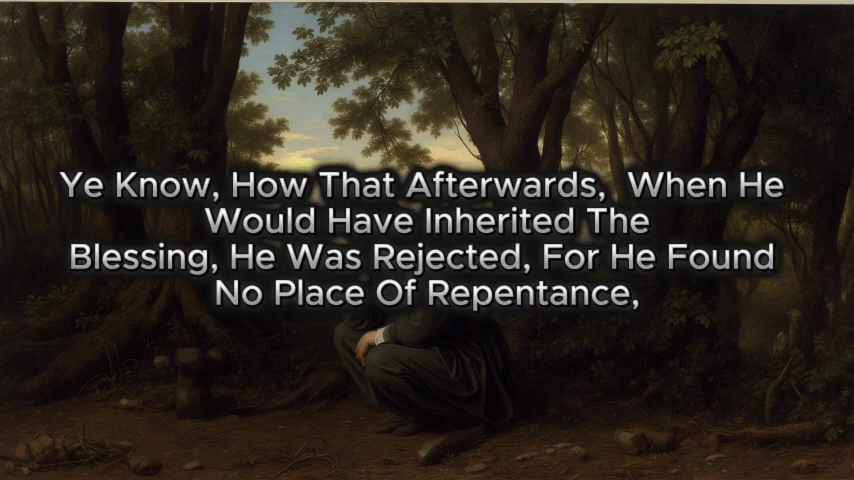 Ye Know, How That Afterwards,  When He
Would Have Inherited The
Blessing, He Was Rejected, For He Found
No Place Of Repentance,